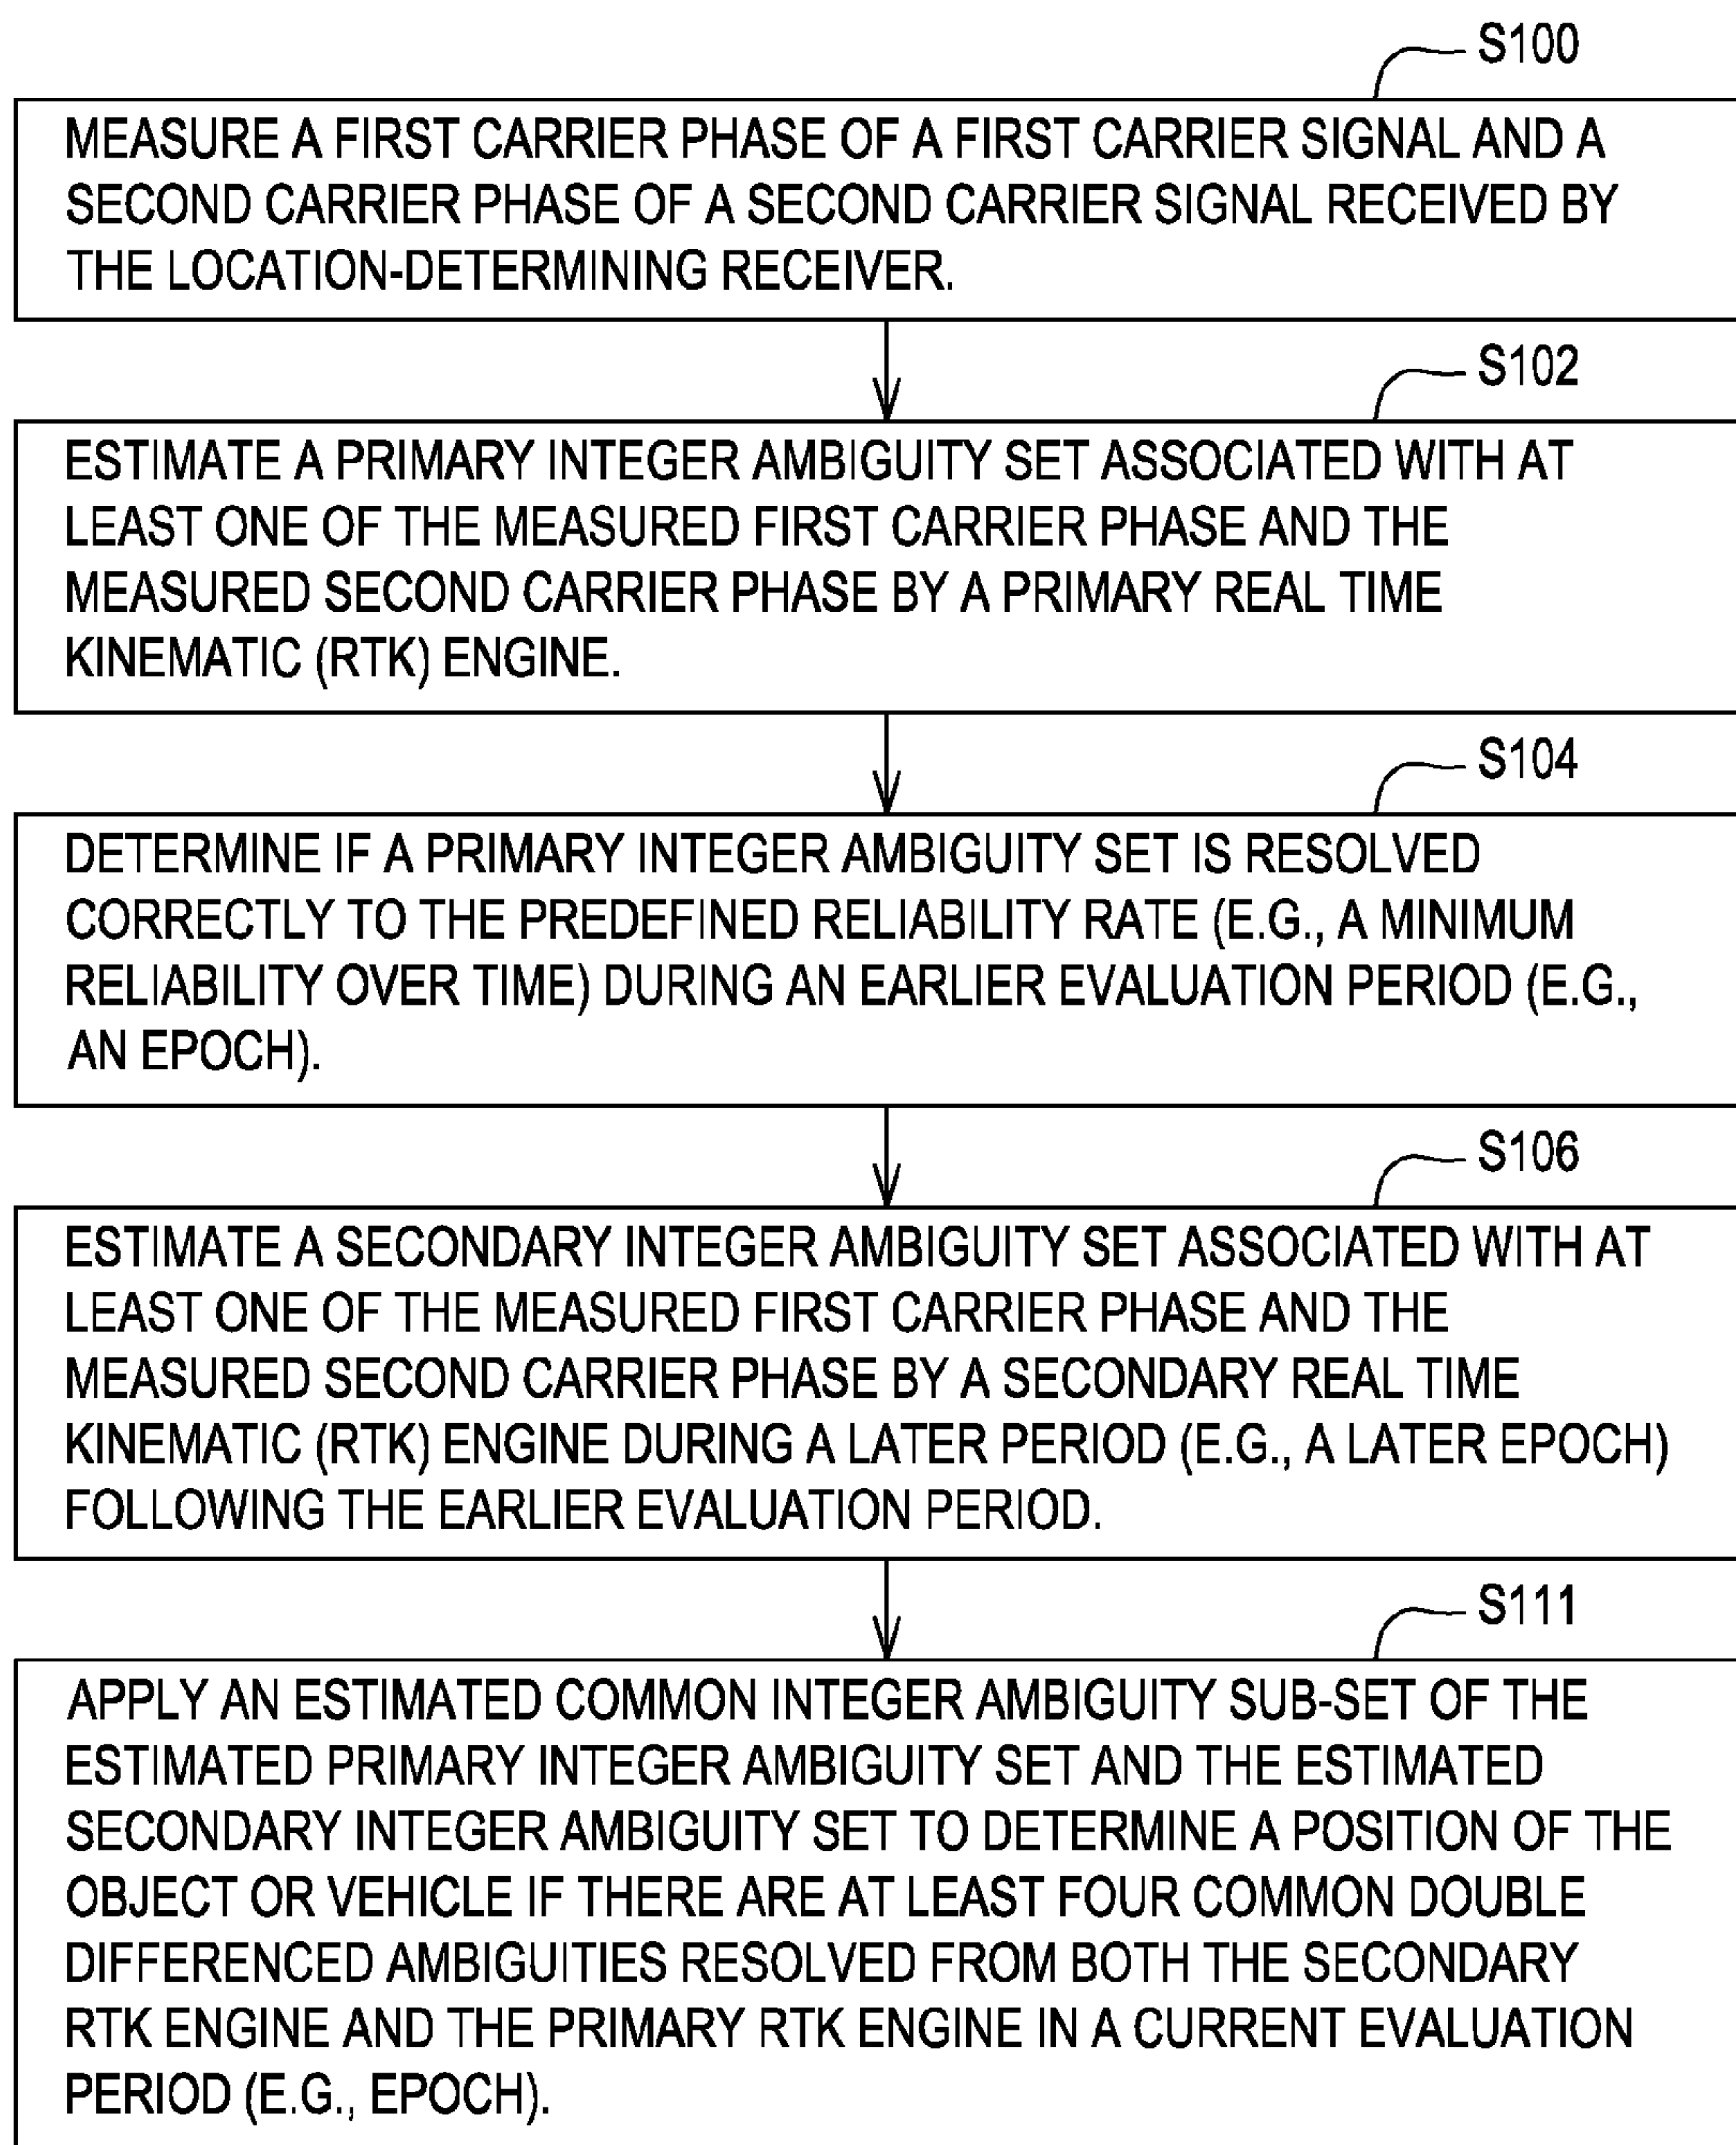 S100
MEASURE A FIRST CARRIER PHASE OF A FIRST CARRIER SIGNAL AND A
SECOND CARRIER PHASE OF A SECOND CARRIER SIGNAL RECEIVED BY
THE LOCATION-DETERMINING RECEIVER.
S102
ESTIMATE A PRIMARY INTEGER AMBIGUITY SET ASSOCIATED WITH AT
LEAST ONE OF THE MEASURED FIRST CARRIER PHASE AND THE
MEASURED SECOND CARRIER PHASE BY A PRIMARY REAL TIME
KINEMATIC (RTK) ENGINE.
S104
DETERMINE IF A PRIMARY INTEGER AMBIGUITY SET IS RESOLVED
CORRECTLY TO THE PREDEFINED RELIABILITY RATE (E.G., A MINIMUM
RELIABILITY OVER TIME) DURING AN EARLIER EVALUATION PERIOD (E.G.,
AN EPOCH).
S106
ESTIMATE A SECONDARY INTEGER AMBIGUITY SET ASSOCIATED WITH AT
LEAST ONE OF THE MEASURED FIRST CARRIER PHASE AND THE
MEASURED SECOND CARRIER PHASE BY A SECONDARY REAL TIME
KINEMATIC (RTK) ENGINE DURING A LATER PERIOD (E.G., A LATER EPOCH)
FOLLOWING THE EARLIER EVALUATION PERIOD.
S111
APPLY AN ESTIMATED COMMON INTEGER AMBIGUITY SUB-SET OF THE
ESTIMATED PRIMARY INTEGER AMBIGUITY SET AND THE ESTIMATED
SECONDARY INTEGER AMBIGUITY SET TO DETERMINE A POSITION OF THE
OBJECT OR VEHICLE IF THERE ARE AT LEAST FOUR COMMON DOUBLE
DIFFERENCED AMBIGUITIES RESOLVED FROM BOTH THE SECONDARY
RTK ENGINE AND THE PRIMARY RTK ENGINE IN A CURRENT EVALUATION
PERIOD (E.G., EPOCH).